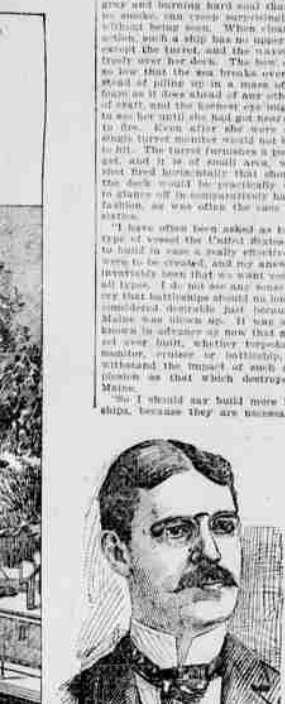 gray and burning hard coal that
no smoke, can creep surprisingly
without being seen. When clear
action, such a ship has no upper
except the turret, and the waves
freely over her deck. The bow
so low that the sea breaks over
stead of piling up in a mass of
foam as it does ahead of any other
of craft, and the keenest eye might
to see her until she had got near
to fire. Even after she were
single turret monitor would not
to hit. The turret furnishes a
get, and it is of small area,
shot fired horizontally that should
the deck would be practically
to glance off in comparatively
fashion, as was often the case

"I have often been asked as to
type of vessel the United States
to build in case a really effective
were to be created, and my answer
invariably been that we want
all types. I do not see any sense
cry that battleships should no
considered desirable just because
Maine was blown up. It was
known in advance as now that
sel ever built, whether torpedo
monitor, cruiser or battleship,
withstand the impact of such
plosion as that which destroyed
Maine.
"So I should say build more
ships, because they are necessary